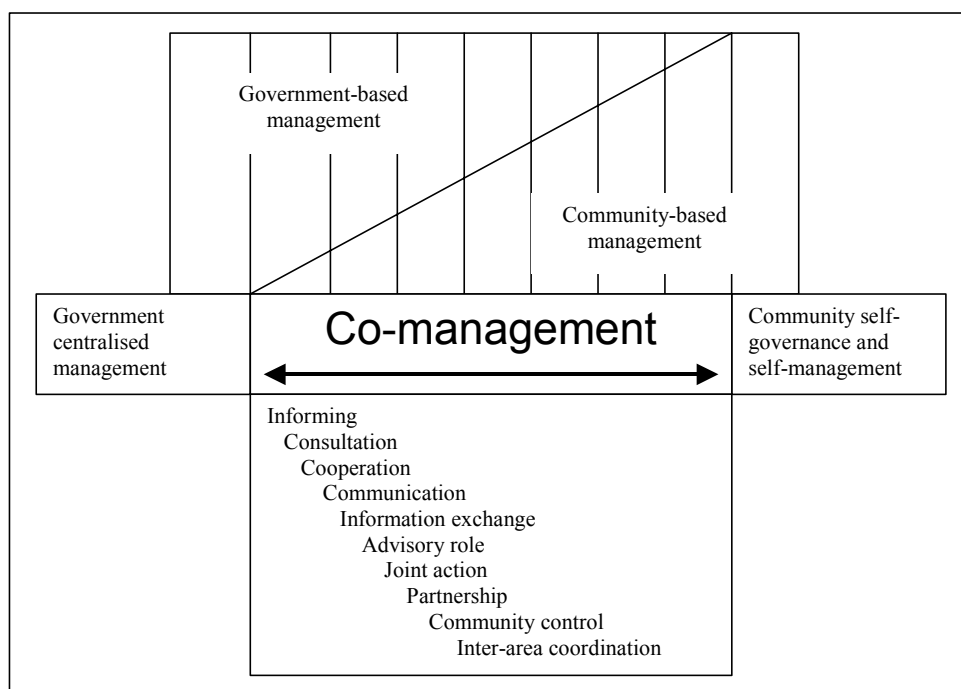 Government-based
management
Community-based
management
Government
centralised
management
Co-management
Community self-
governance and
self-management
Informing
Consultation
Cooperation
Communication
Information exchange
Advisory role
Joint action
Partnership
Community control
Inter-area coordination